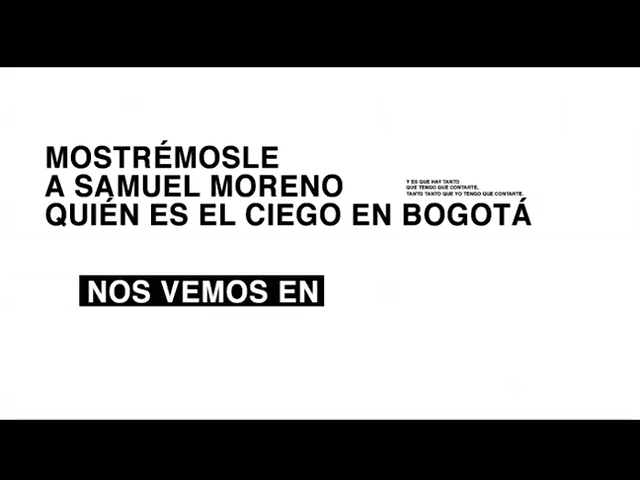 MOSTRÉMOSLE
A SAMUEL MORENO
QUIÉN ES EL CIEGO EN BOGOTÁ
Y ES QUE HAY TANTO
QUE TENGO QUE CONTARTE,
TANTO TANTO QUE YO TENGO QUE CONTARTE.
NOS VEMOS EN